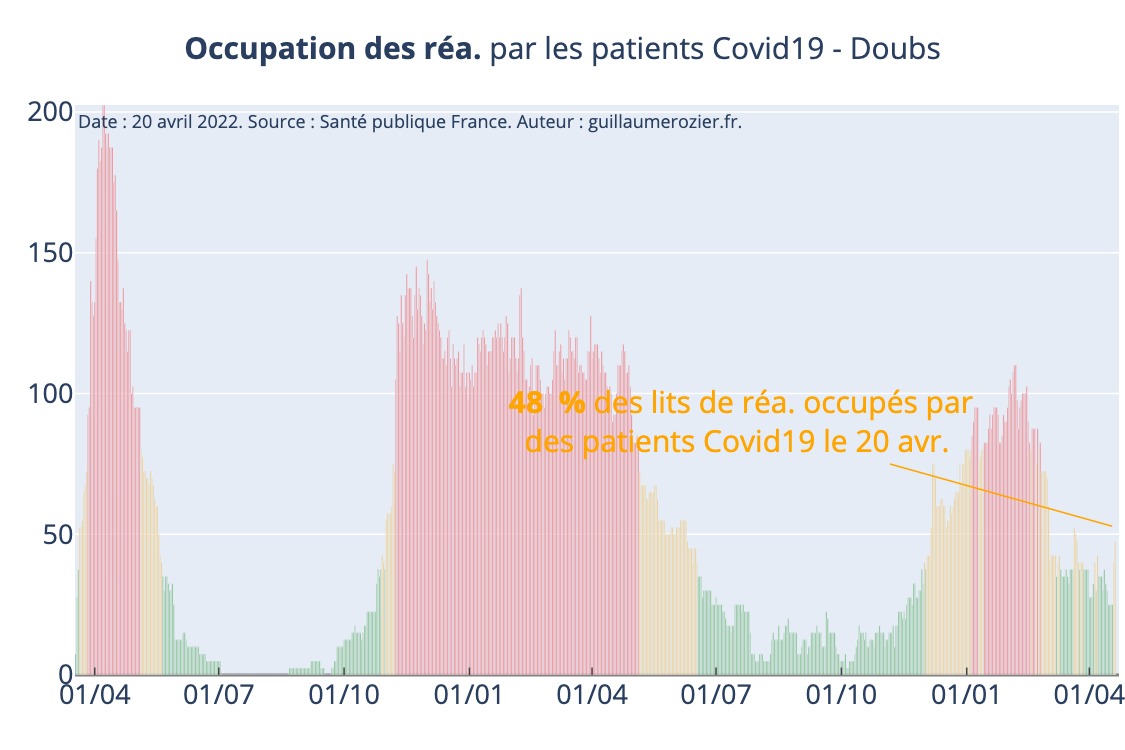 Occupation des réa. par les patients Covid19 - Doubs
200
Date : 20 avril 2022. Source : Santé publique France. Auteur : guillaumerozier.fr.
150
100
48 % des lits de réa. occupés par
des patients Covid19 le 20 avr.
50
0
01/04 01/07 01/10 01/01 01/04 01/07 01/10 01/01 01/04